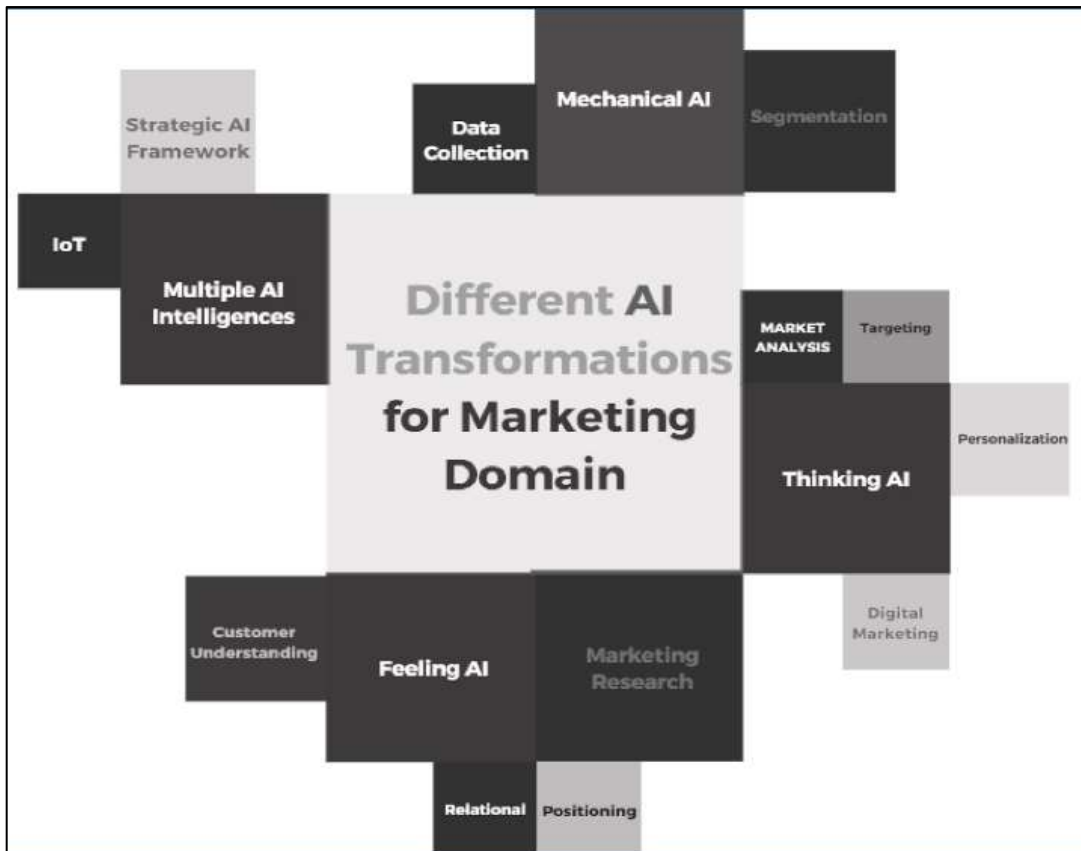 Mechanical AI
Data
Collection
Segmentation
Strategic AI
Framework
IoT
Multiple AI
Intelligences
Different AI
Transformations
for Marketing
Domain
MARKET
ANALYSIS
Targeting
Personalization
Thinking AI
Digital
Marketing
Customer
Understanding
Feeling AI
Marketing
Research
Relational
Positioning